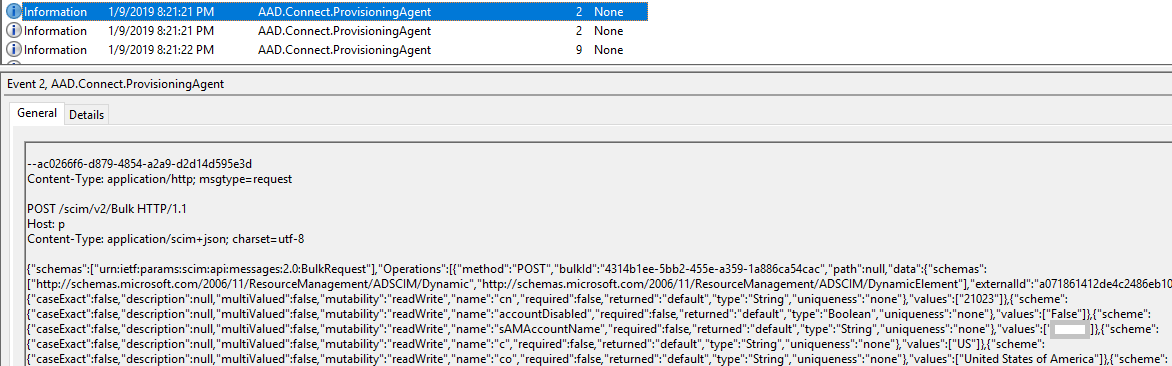 Information 1/9/2019 8:21:21 PM AAD.Connect.ProvisioningAgent 2 None
Information 1/9/2019 8:21:21 PM AAD.Connect.ProvisioningAgent 2 None
Information 1/9/2019 8:21:22 PM AAD.Connect.ProvisioningAgent 9 None
Event 2, AAD.Connect.ProvisioningAgent
General Details
--ac0266f6-d879-4854-a2a9-d2d14d595e3d
Content-Type: application/http; msgtype=request
POST /scim/v2/Bulk HTTP/1.1
Host: p
Content-Type: application/scim+json; charset=utf-8
{"schemas":["urn:ietf:params:scim:api:messages:2.0:BulkRequest"],"Operations":[{"method":"POST","bulkId":"4314b1ee-5bb2-455e-a359-1a886ca54cac","path":null,"data":{"schemas":
["http://schemas.microsoft.com/2006/11/ResourceManagement/ADSCIM/Dynamic","http://schemas.microsoft.com/2006/11/ResourceManagement/ADSCIM/DynamicElement"],"externalId":"a071861412de4c2486eb10
{"caseExact":false,"description":null,"multiValued":false,"mutability":"readWrite","name":"cn","required":false,"returned":"default","type":"String","uniqueness":"none"},"values":["21023"]},{"scheme":
{"caseExact":false,"description":null,"multiValued":false,"mutability":"readWrite","name":"accountDisabled","required":false,"returned":"default","type":"Boolean","uniqueness":"none"},"values":["False"]},{"scheme":
{"caseExact":false,"description":null,"multiValued":false,"mutability":"readWrite","name":"sAMAccountName","required":false,"returned":"default","type":"String","uniqueness":"none"},"values":[" ]},{"scheme":
{"caseExact":false,"description":null,"multiValued":false,"mutability":"readWrite","name":"c","required":false,"returned":"default","type":"String","uniqueness":"none"},"values":["US"]},{"scheme":
{"caseExact":false,"description":null,"multiValued":false,"mutability":"readWrite","name":"co","required":false,"returned":"default","type":"String","uniqueness":"none"},"values":["United States of America"]},{"scheme":